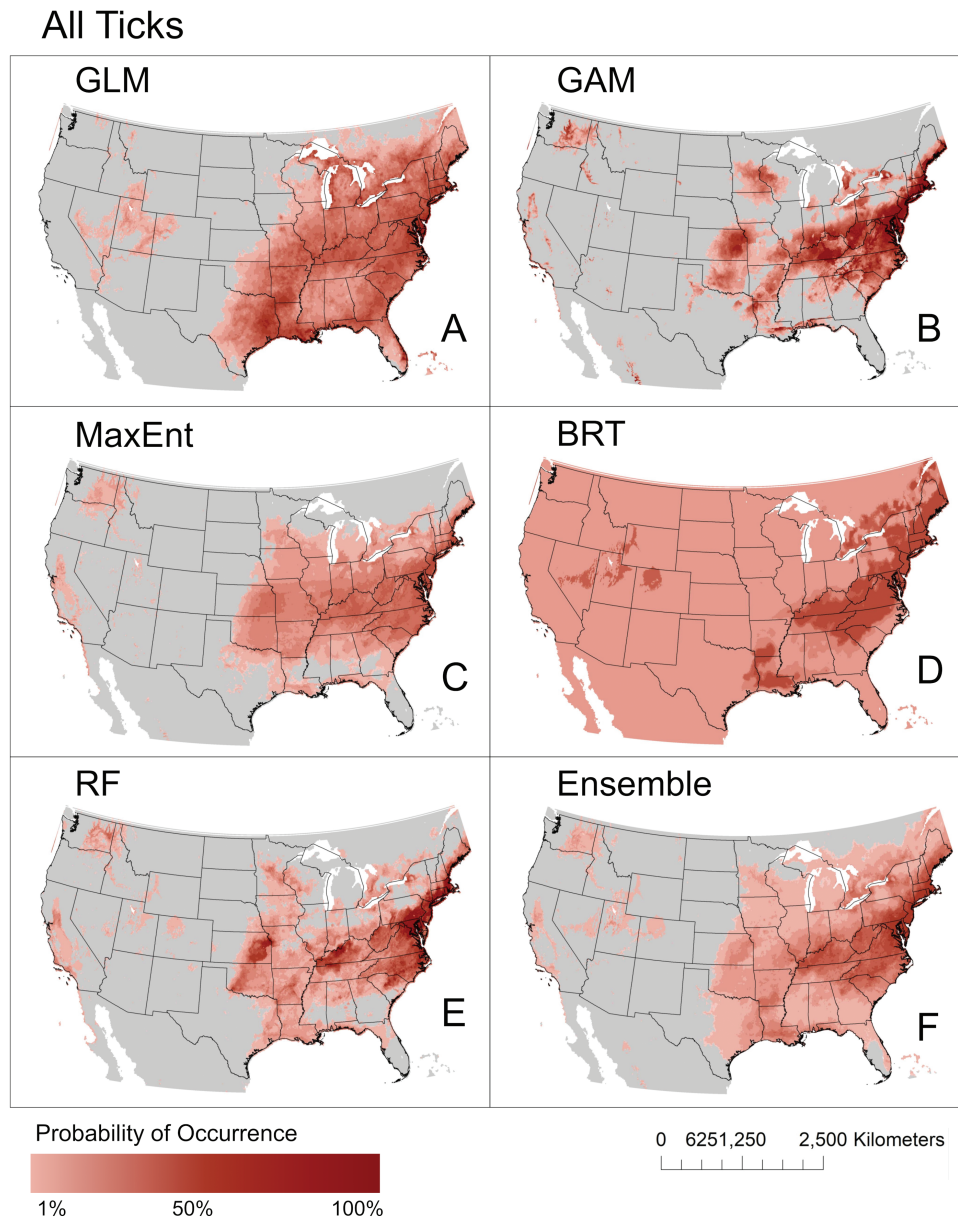 All Ticks
GLM
GAM
A
B
MaxEnt
BRT
C
D
RF
Ensemble
E
F
Probability of Occurrence
1% 50% 100%
0 6251,250 2,500 Kilometers